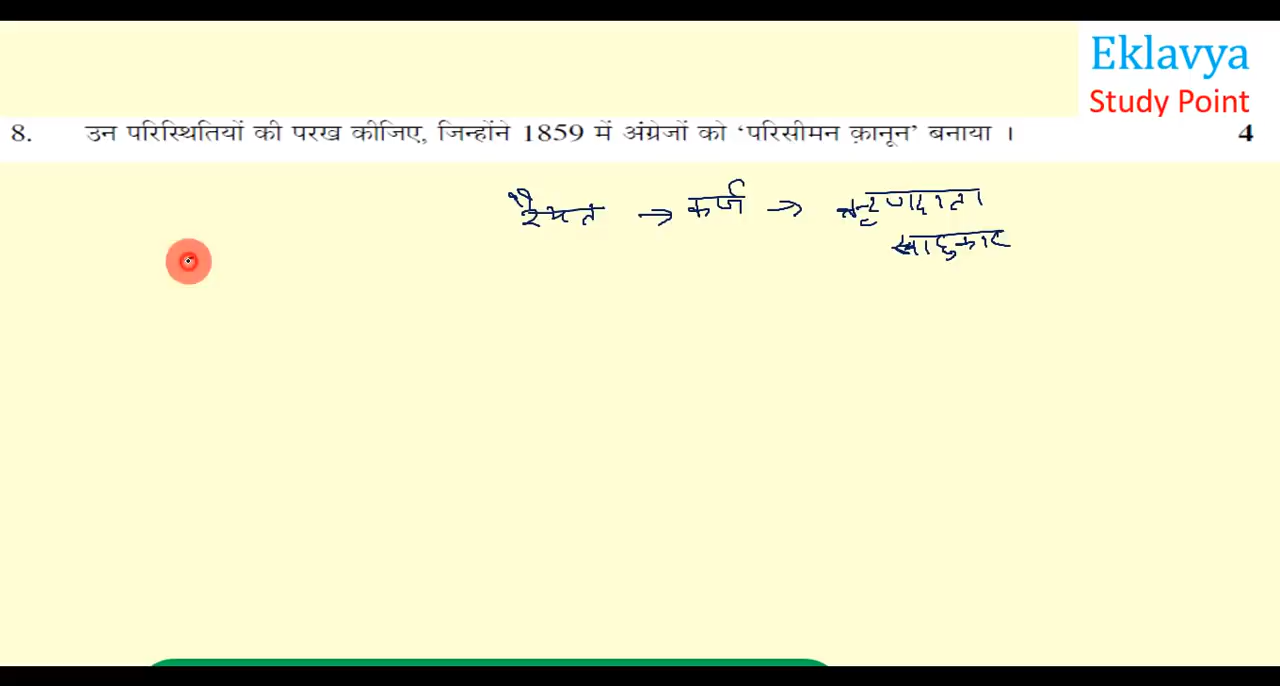 Eklavya
Study Point
8. उन परिस्थितियों की परख कीजिए, जिन्होंने 1859 में अंग्रेजों को ‘परिसीमन क़ानून’ बनाया । 4
रैयत → कर्ज → ऋणदाता
साहुकार